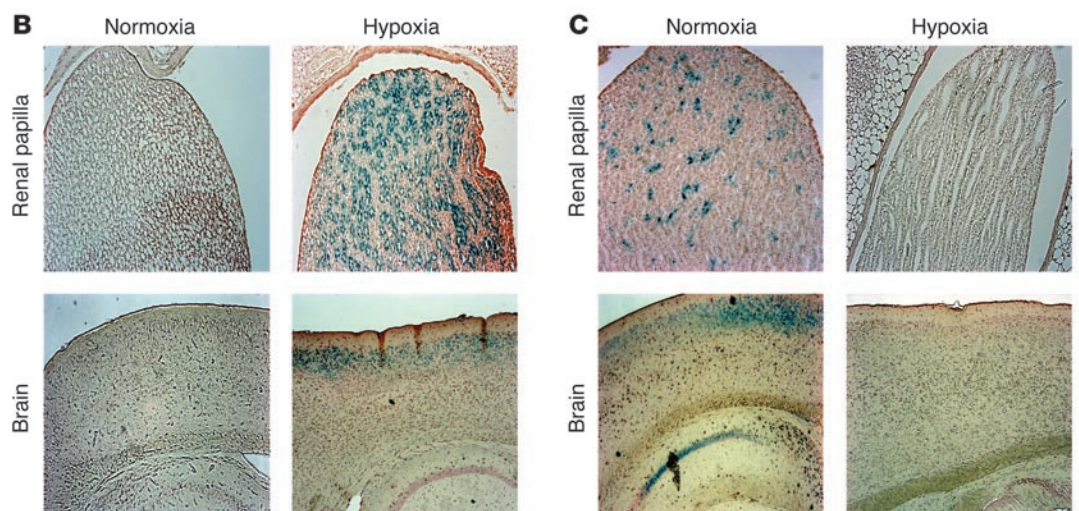 B
Normoxia
Hypoxia
Renal papilla
Brain
C
Normoxia
Hypoxia
Renal papilla
Brain